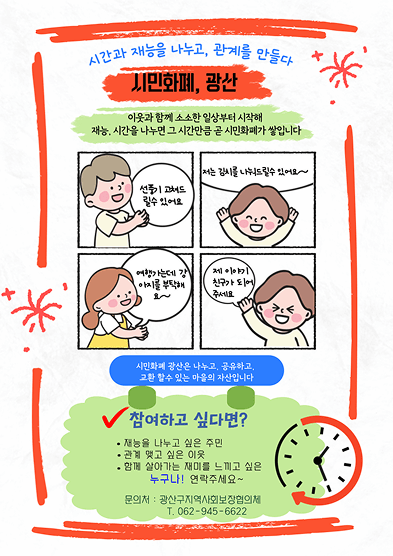 시간과 재능을 나누고, 관계를 만들다
시민화폐, 광산
이웃과 함께 소소한 일상부터 시작해
재능, 시간을 나누면 그 시간만큼 곧 시민화폐가 쌓입니다
선풍기 고쳐드
릴수 있어요
저는 김치를 나눠드릴수 있어요~
여행가는데 강
아지를 부탁해
요~
제 이야기
친구가 되어
주세요
시민화폐 광산은 나누고, 공유하고,
교환 할수 있는 마을의 자산입니다
참여하고 싶다면?
• 재능을 나누고 싶은 주민
• 관계 맺고 싶은 이웃
• 함께 살아가는 재미를 느끼고 싶은
누구나! 연락주세요~
문의처 : 광산구지역사회보장협의체
T. 062-945-6622